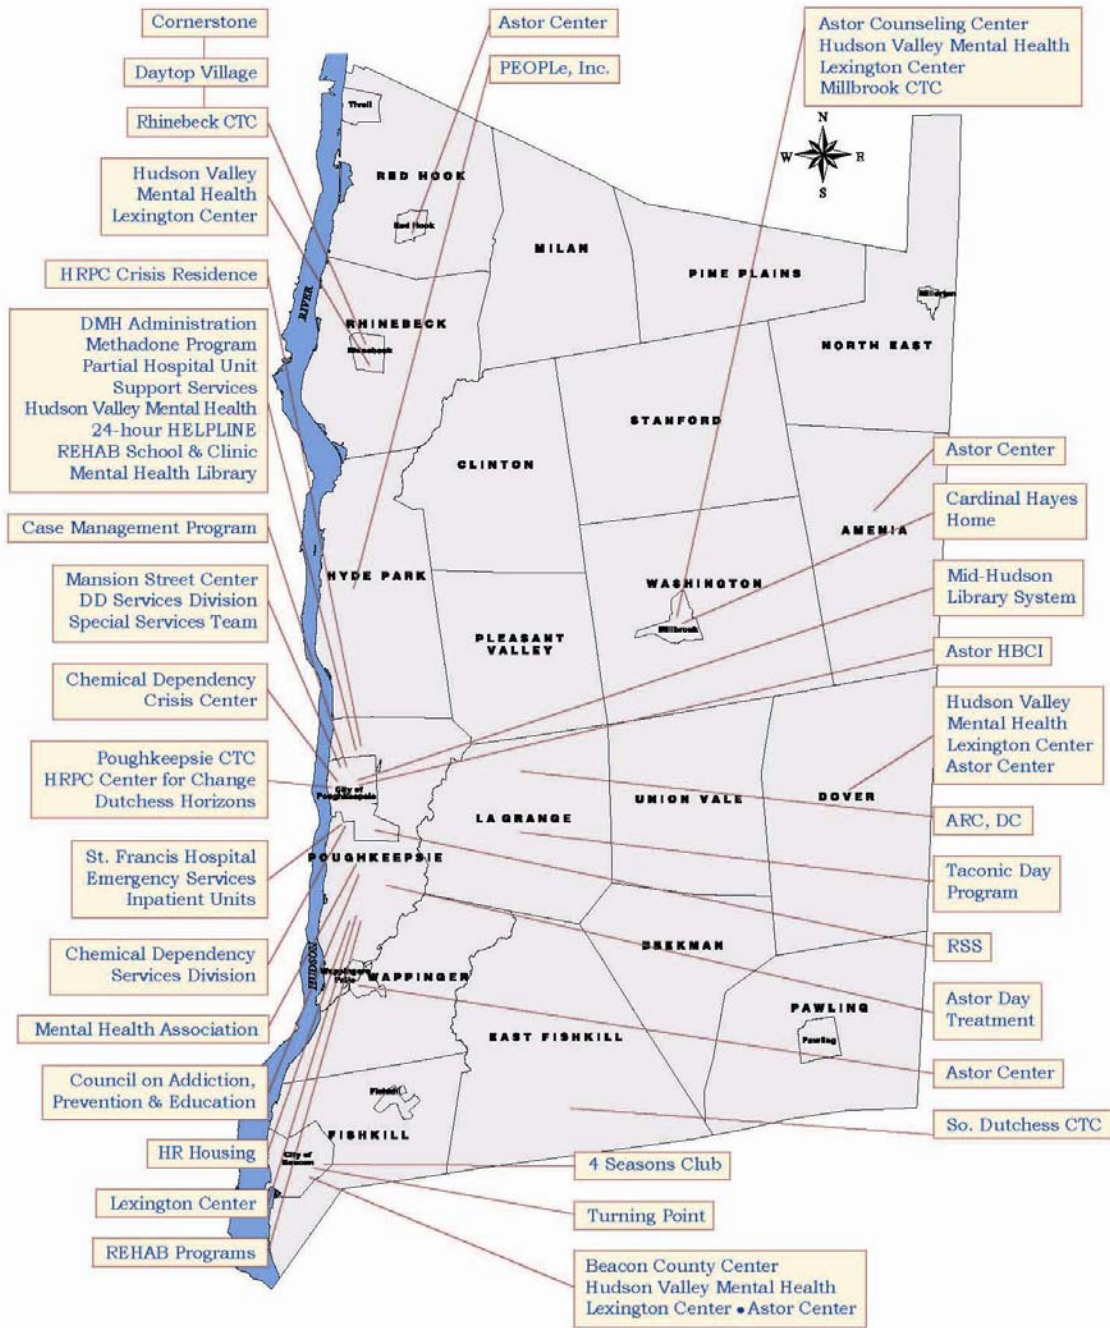 Cornerstone
Daytop Village
Rhinebeck CTC
Hudson Valley
Mental Health
Lexington Center
HRPC Crisis Residence
DMH Administration
Methadone Program
Partial Hospital Unit
Support Services
Hudson Valley Mental Health
24-hour HELPLINE
REHAB School & Clinic
Mental Health Library
Case Management Program
Mansion Street Center
DD Services Division
Special Services Team
Chemical Dependency
Crisis Center
Poughkeepsie CTC
HRPC Center for Change
Dutchess Horizons
St. Francis Hospital
Emergency Services
Inpatient Units
Chemical Dependency
Services Division
Mental Health Association
Council on Addiction,
Prevention & Education
HR Housing
Lexington Center
REHAB Programs
Astor Center
PEOPLe, Inc.
Astor Counseling Center
Hudson Valley Mental Health
Lexington Center
Millbrook CTC
N
W E
S
Tivoli
RED HOOK
Red Hook
MILAN
PINE PLAINS
Millerton
RIVER
RHINEBECK
Rhinebeck
NORTH EAST
STANFORD
CLINTON
AMENIA
HYDE PARK
WASHINGTON
Millbrook
PLEASANT
VALLEY
City of
Poughkeepsie
UNION VALE
DOVER
LA GRANGE
POUGHKEEPSIE
BEEKMAN
HUDSON
Wappingers
Falls
WAPPINGER
PAWLING
Pawling
EAST FISHKILL
Fishkill
FISHKILL
City of
Beacon
Astor Center
Cardinal Hayes
Home
Mid-Hudson
Library System
Astor HBCI
Hudson Valley
Mental Health
Lexington Center
Astor Center
ARC, DC
Taconic Day
Program
RSS
Astor Day
Treatment
Astor Center
So. Dutchess CTC
4 Seasons Club
Turning Point
Beacon County Center
Hudson Valley Mental Health
Lexington Center • Astor Center